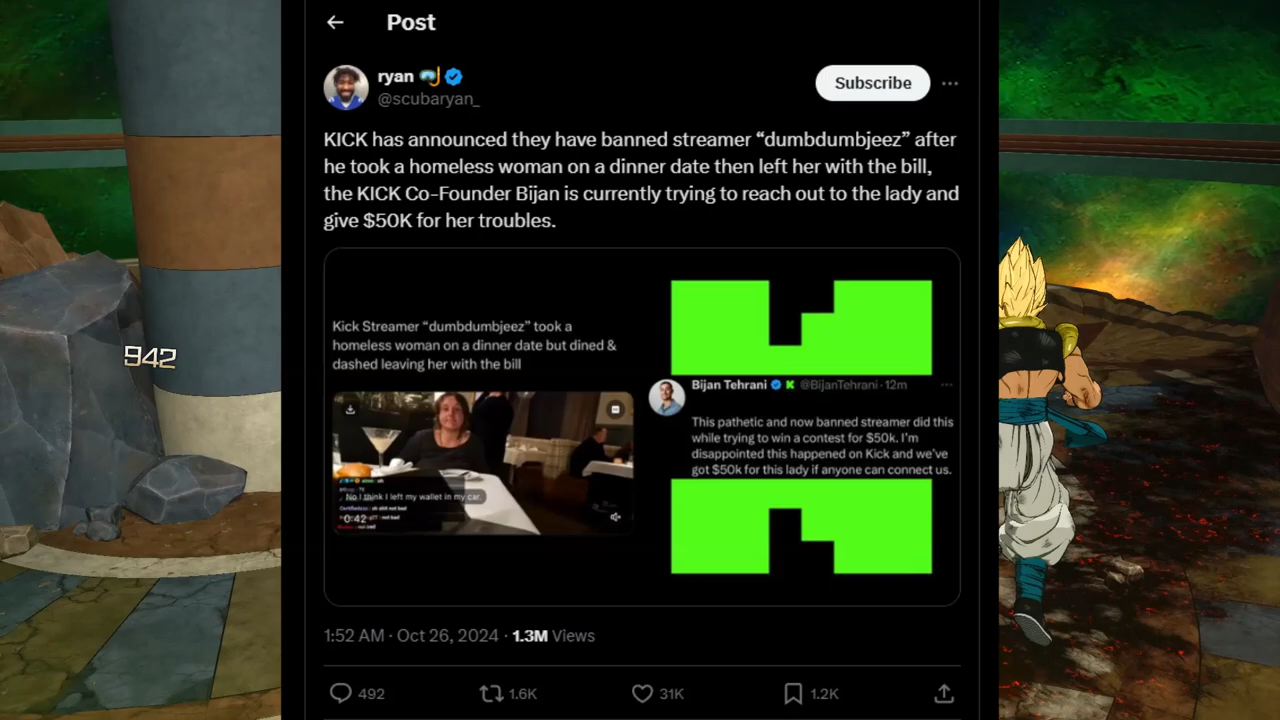 Post
ryan
@scubaryan_
Subscribe
KICK has announced they have banned streamer “dumbdumbjeez” after
he took a homeless woman on a dinner date then left her with the bill,
the KICK Co-Founder Bijan is currently trying to reach out to the lady and
give $50K for her troubles.
Kick Streamer “dumbdumbjeez” took a
homeless woman on a dinner date but dined &
dashed leaving her with the bill
No I think I left my wallet in my car.
0:42
Bijan Tehrani @BijanTehrani · 12m
This pathetic and now banned streamer did this
while trying to win a contest for $50k. I'm
disappointed this happened on Kick and we've
got $50k for this lady if anyone can connect us.
942
1:52 AM · Oct 26, 2024 · 1.3M Views
492 1.6K 31K 1.2K